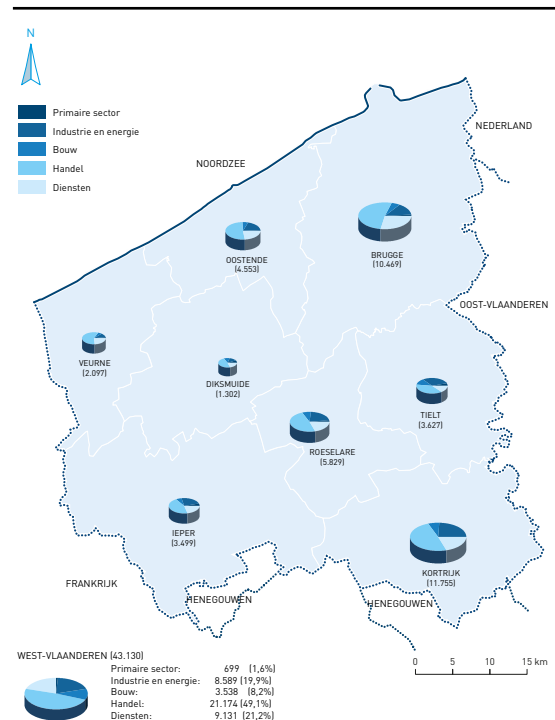 N
Primaire sector
Industrie en energie
Bouw
Handel
Diensten
NEDERLAND
NOORDZEE
OOSTENDE
(4.553)
BRUGGE
(10.469)
OOST-VLAANDEREN
VEURNE
(2.097)
DIKSMUIDE
(1.302)
TIELT
(3.627)
ROESELARE
(5.829)
IEPER
(3.499)
KORTRIJK
(11.755)
FRANKRIJK
HENEGOUWEN
HENEGOUWEN
WEST-VLAANDEREN (43.130)
Primaire sector: 699 (1,6%)
Industrie en energie: 8.589 (19,9%)
Bouw: 3.538 (8,2%)
Handel: 21.174 (49,1%)
Diensten: 9.131 (21,2%)
0 5 10 15 km